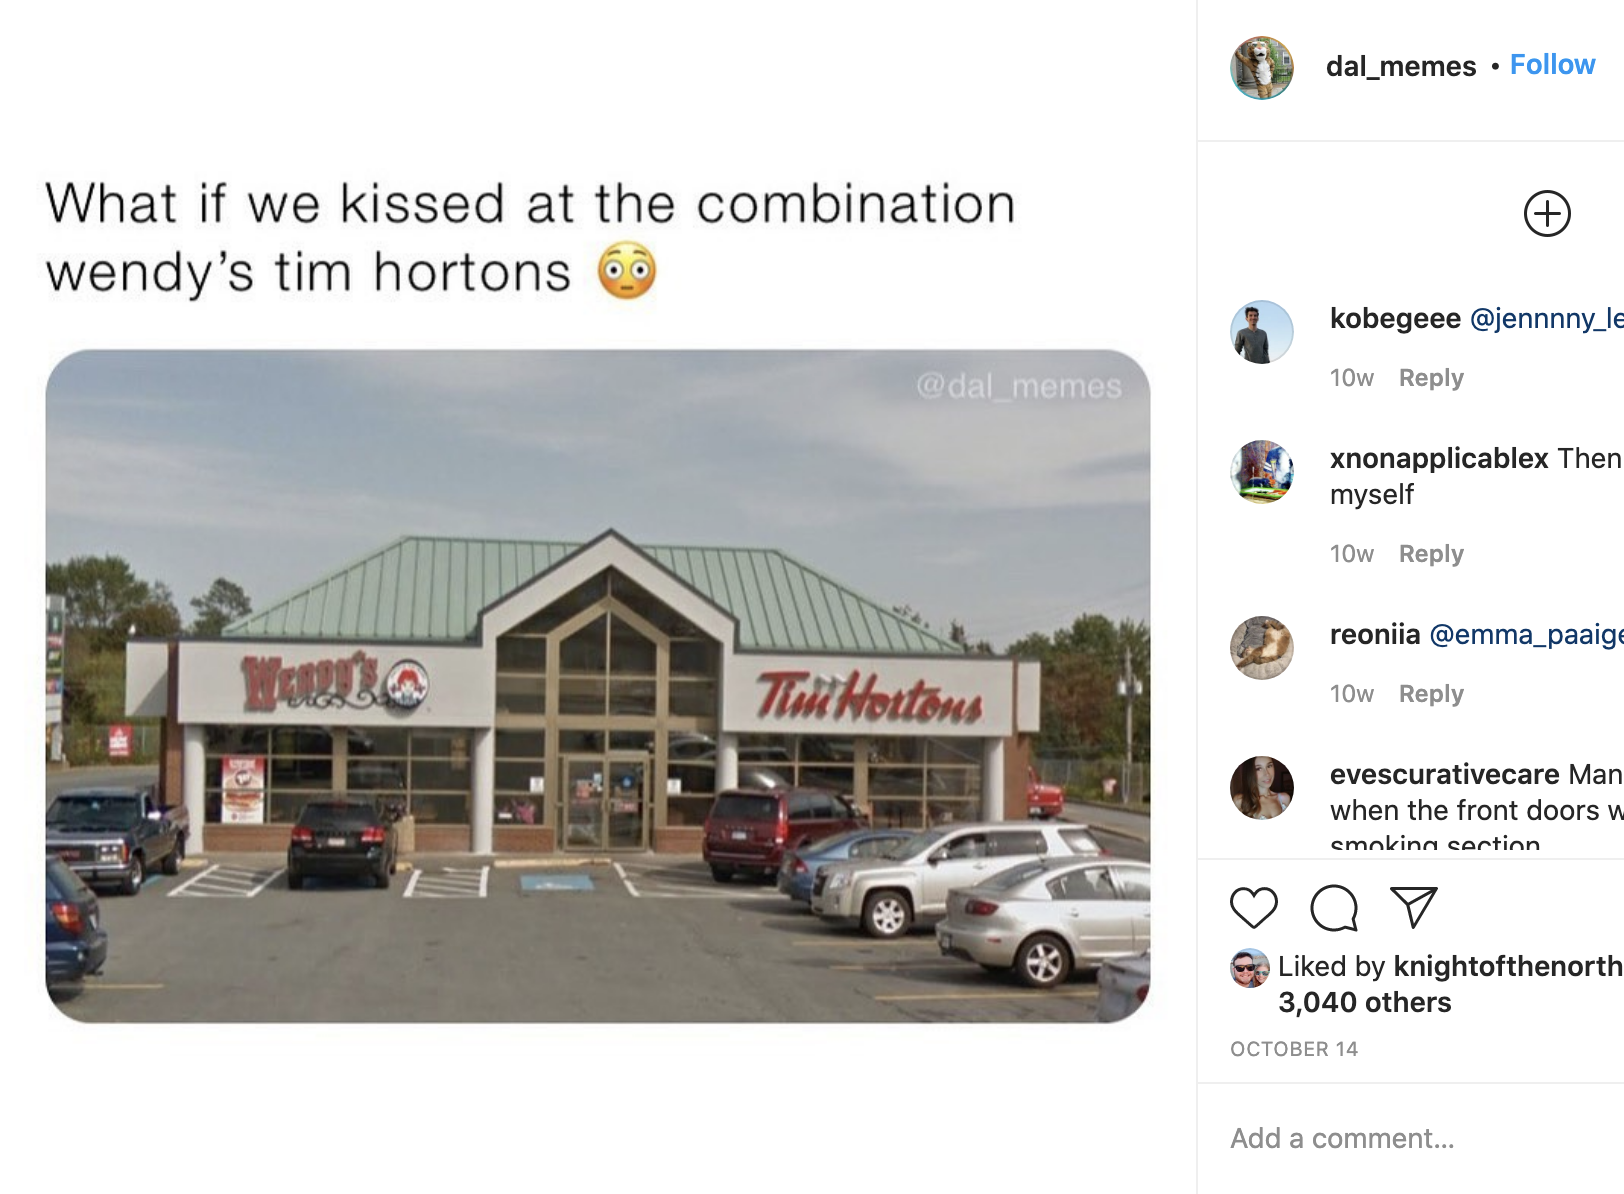 What if we kissed at the combination
wendy's tim hortons 😳
@dal_memes
WENDY'S
Tim Hortons
dal_memes • Follow
kobegeee @jennnny_le
10w Reply
xnonapplicablex Then
myself
10w Reply
reoniia @emma_paaige
10w Reply
evescurativecare Man
when the front doors w
smoking section
Liked by knightofthenorth
3,040 others
OCTOBER 14
Add a comment...